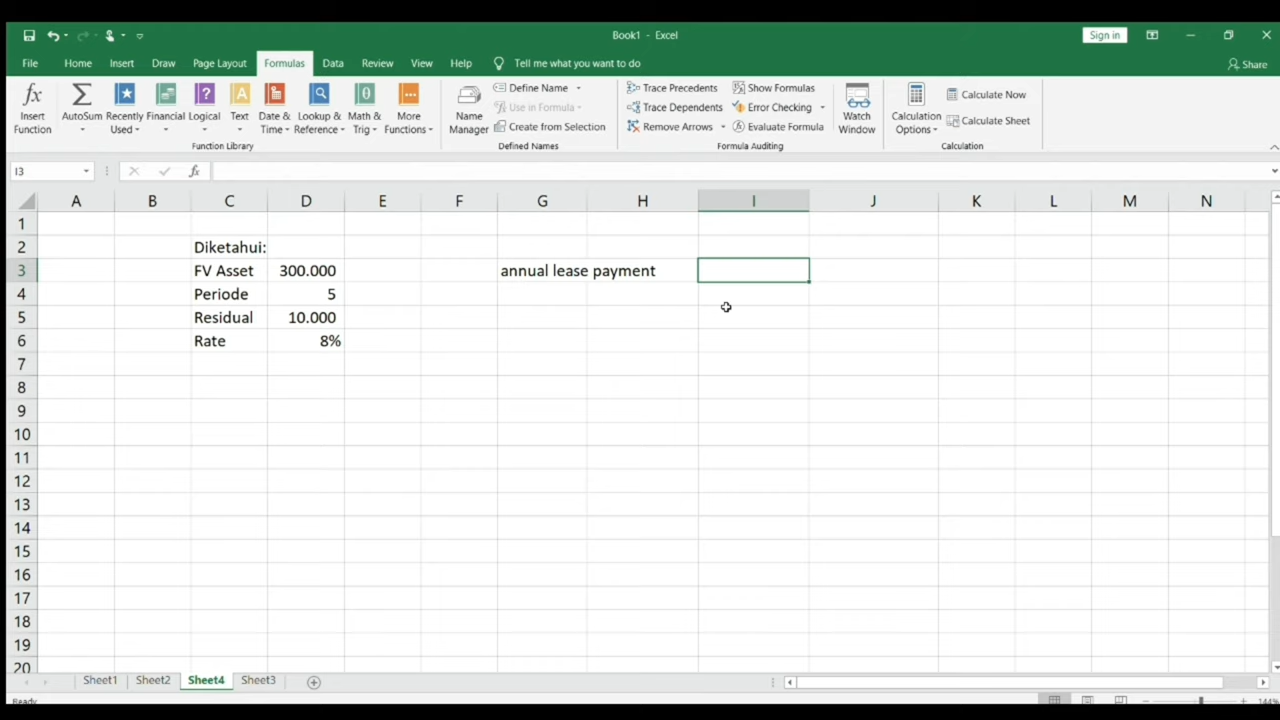 Book1 - Excel
Sign in
File Home Insert Draw Page Layout Formulas Data Review View Help Tell me what you want to do Share
Insert Function
AutoSum
Recently Used
Financial
Logical
Text
Date & Time
Lookup & Reference
Math & Trig
More Functions
Function Library
Name Manager
Define Name
Use in Formula
Create from Selection
Defined Names
Trace Precedents
Trace Dependents
Remove Arrows
Show Formulas
Error Checking
Evaluate Formula
Formula Auditing
Watch Window
Calculation Options
Calculate Now
Calculate Sheet
Calculation
I3 fx
A B C D E F G H I J K L M N
1
2 Diketahui:
3 FV Asset 300.000 annual lease payment
4 Periode 5
5 Residual 10.000
6 Rate 8%
7
8
9
10
11
12
13
14
15
16
17
18
19
20
Sheet1 Sheet2 Sheet4 Sheet3
Ready 144%